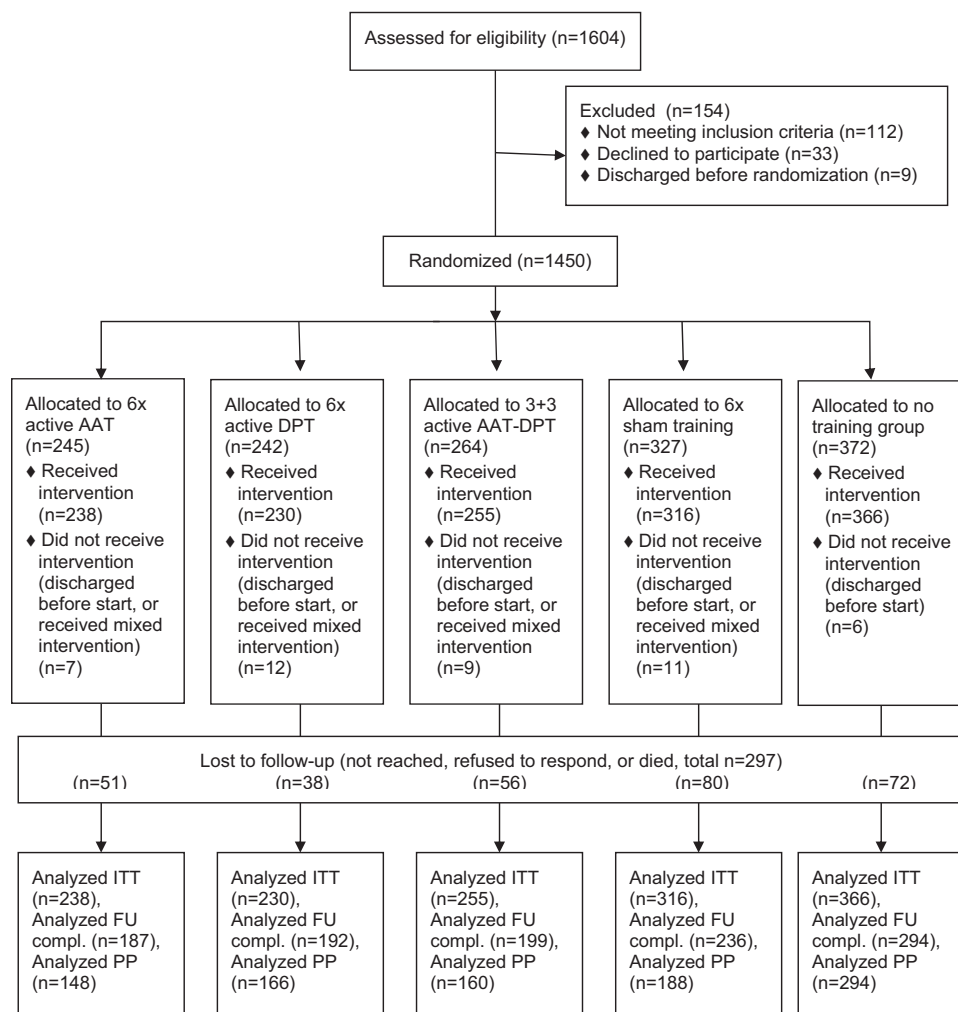 Assessed for eligibility (n=1604)
Excluded (n=154)
♦ Not meeting inclusion criteria (n=112)
♦ Declined to participate (n=33)
♦ Discharged before randomization (n=9)
Randomized (n=1450)
Allocated to 6x
active AAT
(n=245)
♦ Received
intervention
(n=238)
♦ Did not receive
intervention
(discharged
before start, or
received mixed
intervention)
(n=7)
Allocated to 6x
active DPT
(n=242)
♦ Received
intervention
(n=230)
♦ Did not receive
intervention
(discharged
before start, or
received mixed
intervention)
(n=12)
Allocated to 3+3
active AAT-DPT
(n=264)
♦ Received
intervention
(n=255)
♦ Did not receive
intervention
(discharged
before start, or
received mixed
intervention
(n=9)
Allocated to 6x
sham training
(n=327)
♦ Received
intervention
(n=316)
♦ Did not receive
intervention
(discharged
before start, or
received mixed
intervention)
(n=11)
Allocated to no
training group
(n=372)
♦ Received
intervention
(n=366)
♦ Did not receive
intervention
(discharged
before start)
(n=6)
Lost to follow-up (not reached, refused to respond, or died, total n=297)
(n=51) (n=38) (n=56) (n=80) (n=72)
Analyzed ITT
(n=238),
Analyzed FU
compl. (n=187),
Analyzed PP
(n=148)
Analyzed ITT
(n=230),
Analyzed FU
compl. (n=192),
Analyzed PP
(n=166)
Analyzed ITT
(n=255),
Analyzed FU
compl. (n=199),
Analyzed PP
(n=160)
Analyzed ITT
(n=316),
Analyzed FU
compl. (n=236),
Analyzed PP
(n=188)
Analyzed ITT
(n=366),
Analyzed FU
compl. (n=294),
Analyzed PP
(n=294)